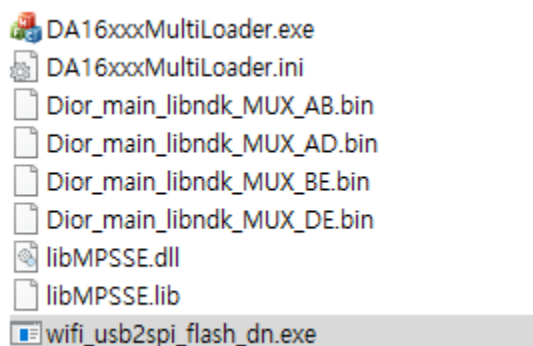 DA16xxxMultiLoader.exe
DA16xxxMultiLoader.ini
Dior_main_libndk_MUX_AB.bin
Dior_main_libndk_MUX_AD.bin
Dior_main_libndk_MUX_BE.bin
Dior_main_libndk_MUX_DE.bin
libMPSSE.dll
libMPSSE.lib
wifi_usb2spi_flash_dn.exe